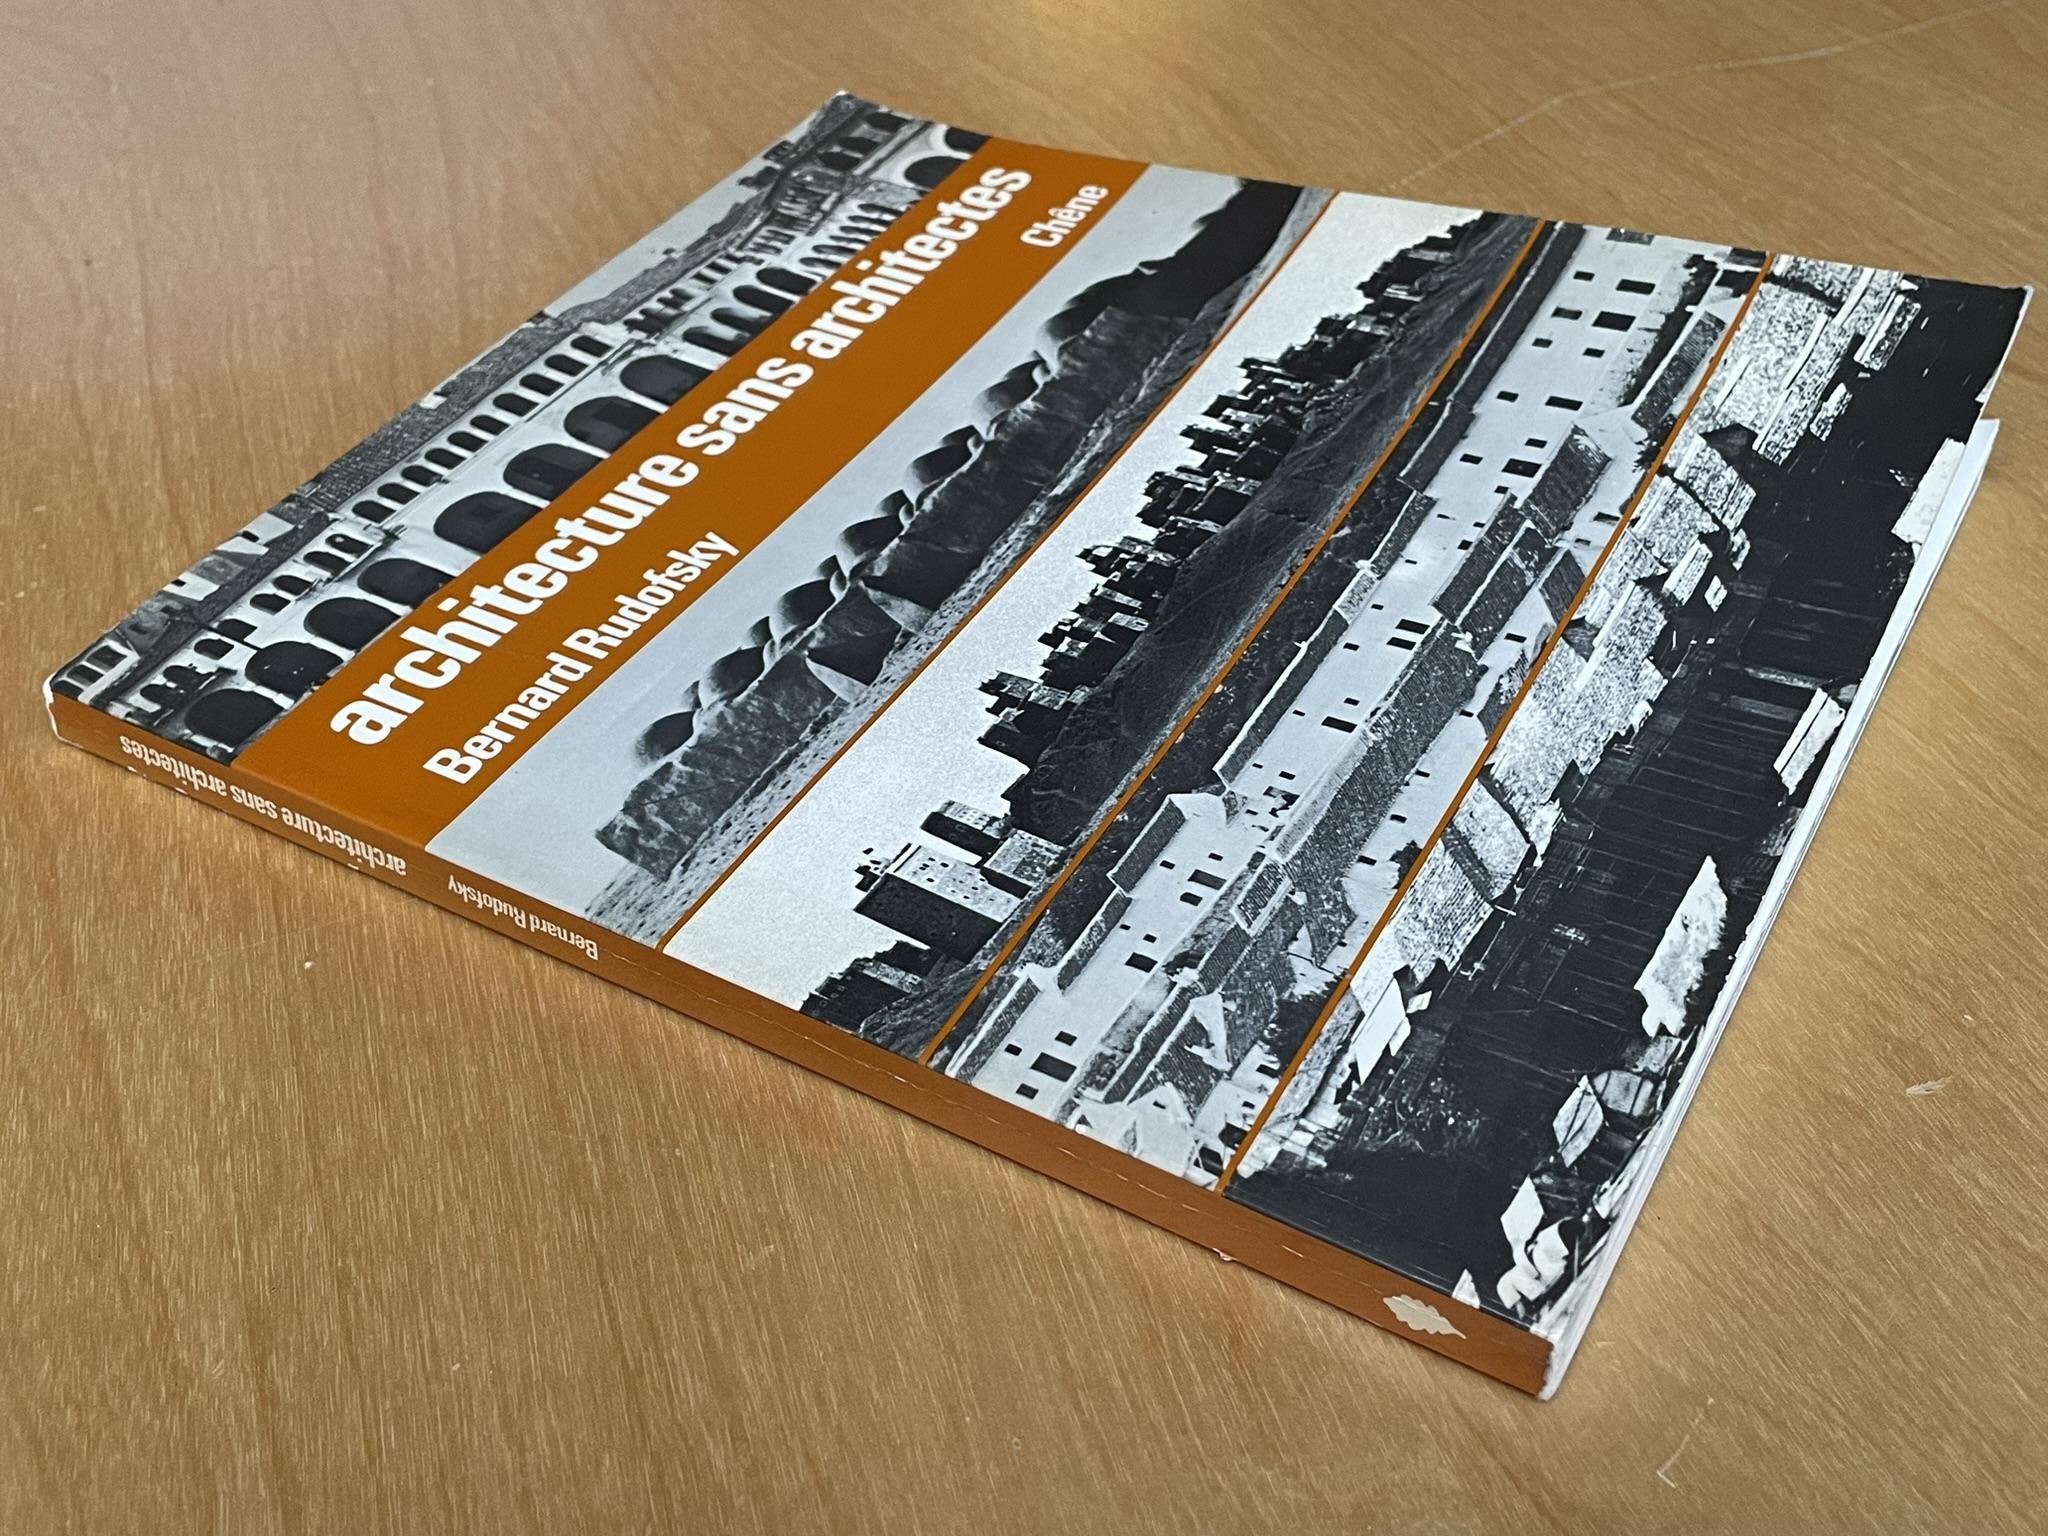 architecture sans architectes
Bernard Rudofsky
Chêne
architecture sans architectes
Bernard Rudofsky